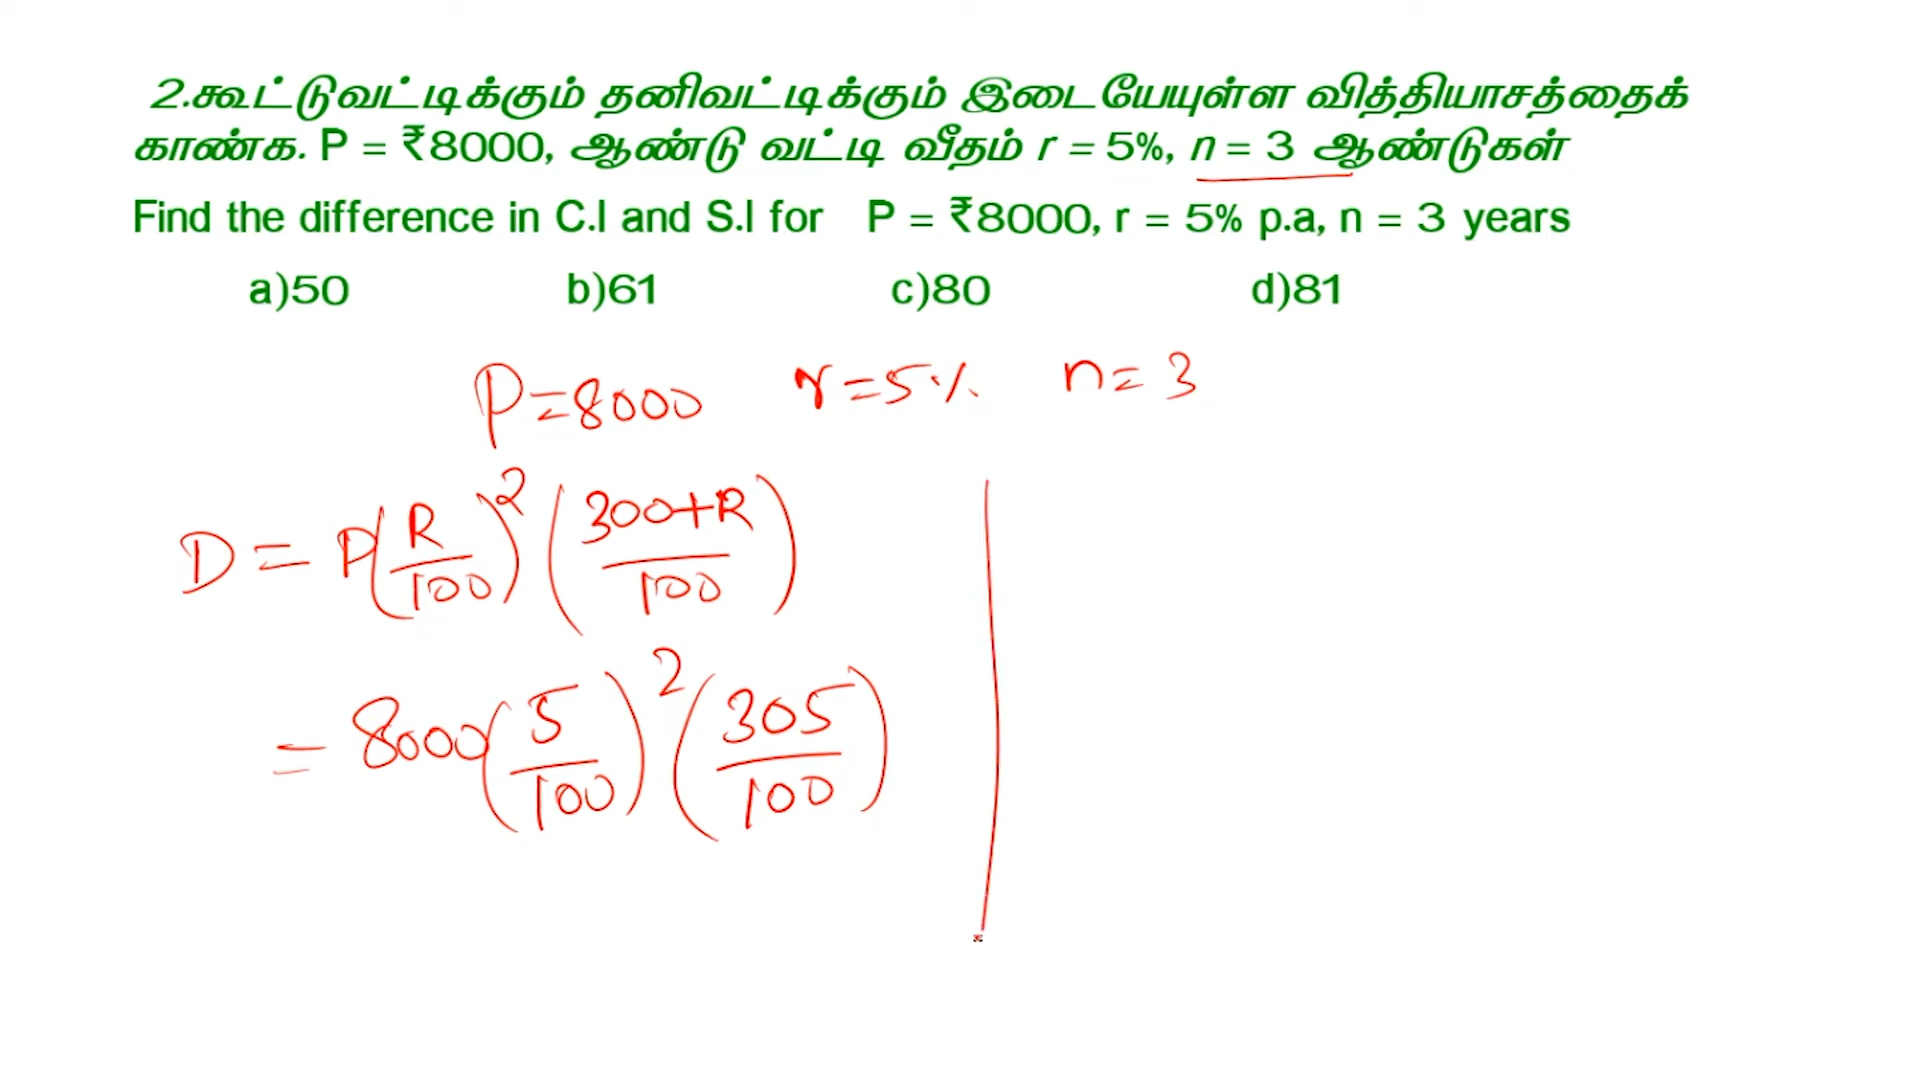 2.கூட்டுவட்டிக்கும் தனிவட்டிக்கும் இடையேயுள்ள வித்தியாசத்தைக்
காண்க. P = ₹8000, ஆண்டு வட்டி வீதம் r = 5%, n = 3 ஆண்டுகள்
Find the difference in C.I and S.I for P = ₹8000, r = 5% p.a, n = 3 years
a)50 b)61 c)80 d)81
P=8000 r=5% n=3
D = P(R/100)² (300+R/100)
= 8000(5/100)² (305/100)